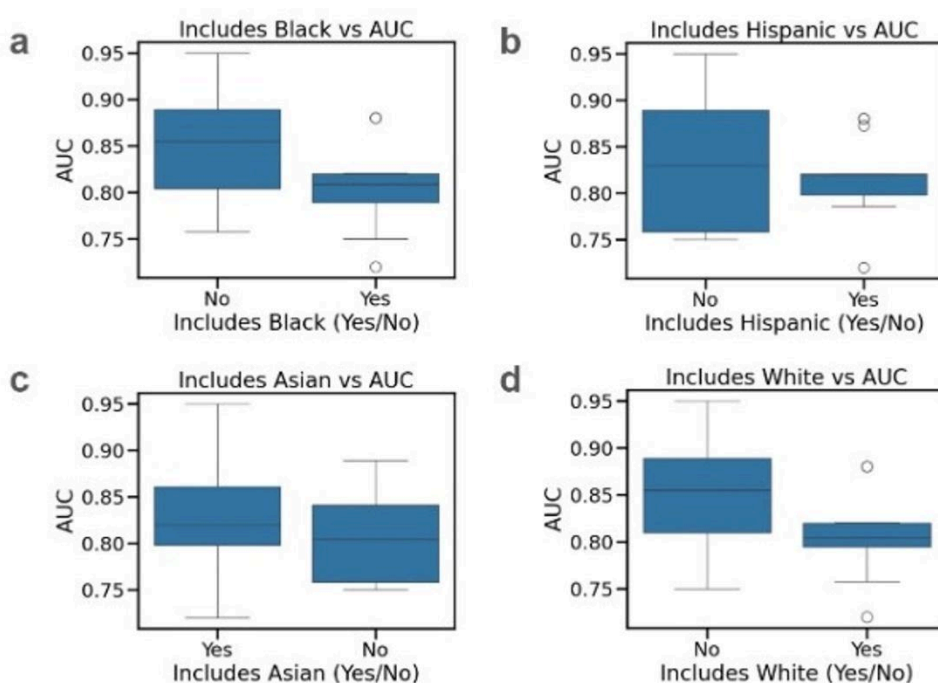 a
Includes Black vs AUC
AUC
0.95
0.90
0.85
0.80
0.75
No Yes
Includes Black (Yes/No)
b
Includes Hispanic vs AUC
AUC
0.95
0.90
0.85
0.80
0.75
No Yes
Includes Hispanic (Yes/No)
c
Includes Asian vs AUC
AUC
0.95
0.90
0.85
0.80
0.75
Yes No
Includes Asian (Yes/No)
d
Includes White vs AUC
AUC
0.95
0.90
0.85
0.80
0.75
No Yes
Includes White (Yes/No)